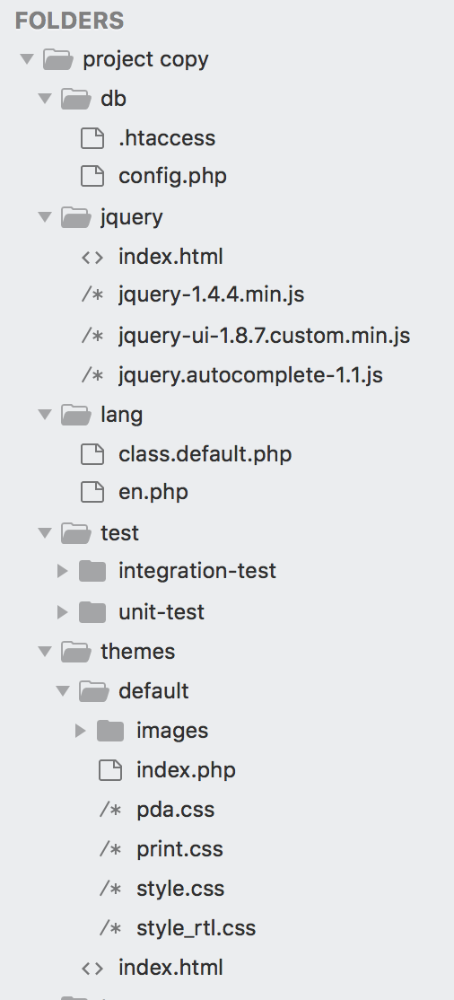 FOLDERS
project copy
db
.htaccess
config.php
jquery
index.html
jquery-1.4.4.min.js
jquery-ui-1.8.7.custom.min.js
jquery.autocomplete-1.1.js
lang
class.default.php
en.php
test
integration-test
unit-test
themes
default
images
index.php
pda.css
print.css
style.css
style_rtl.css
index.html